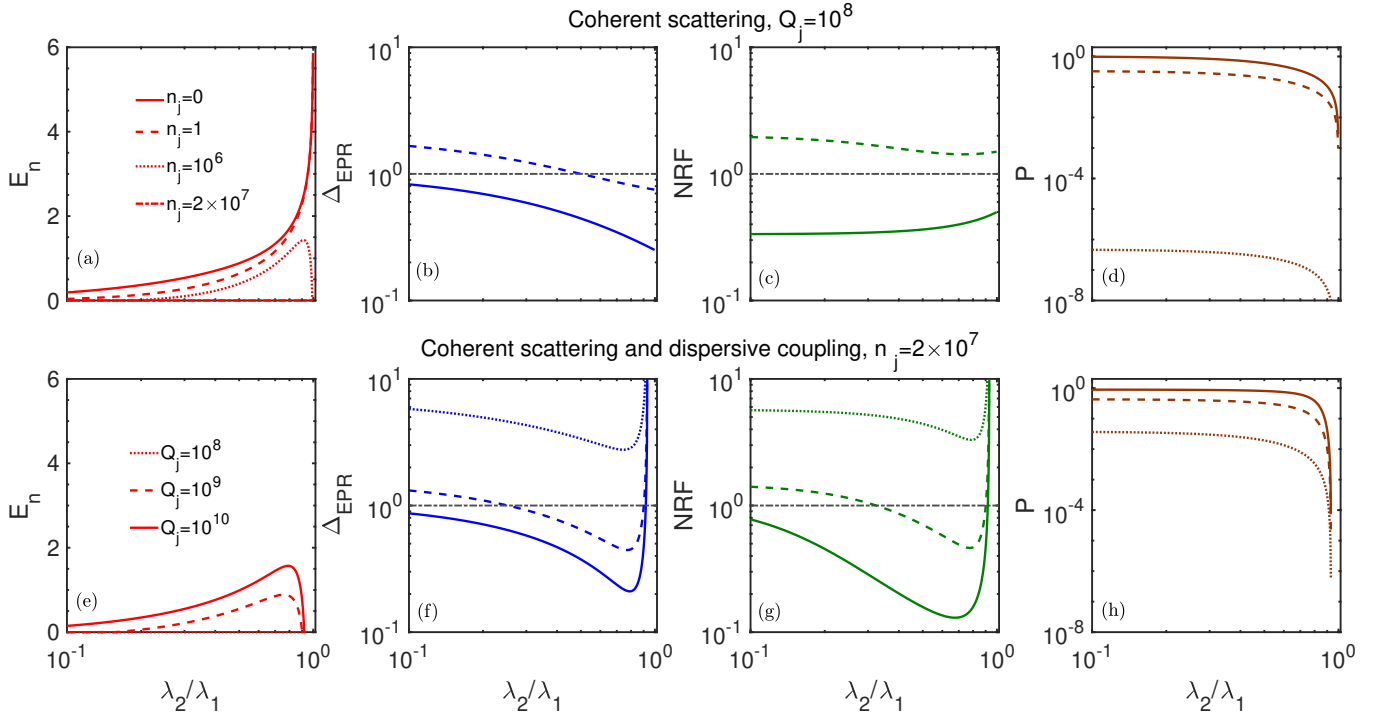 Coherent scattering, Q_j=10^8
6
4
2
0
E_n
n_j=0
n_j=1
n_j=10^6
n_j=2×10^7
(a)
10^1
10^0
10^-1
Δ_EPR
(b)
10^1
10^0
10^-1
NRF
(c)
10^0
10^-4
10^-8
P
(d)
Coherent scattering and dispersive coupling, n_j=2×10^7
6
4
2
0
E_n
Q_j=10^8
Q_j=10^9
Q_j=10^10
(e)
10^-1
10^0
λ_2/λ_1
10^1
10^0
10^-1
Δ_EPR
(f)
10^-1
10^0
λ_2/λ_1
10^1
10^0
10^-1
NRF
(g)
10^-1
10^0
λ_2/λ_1
10^0
10^-4
10^-8
P
(h)
10^-1
10^0
λ_2/λ_1